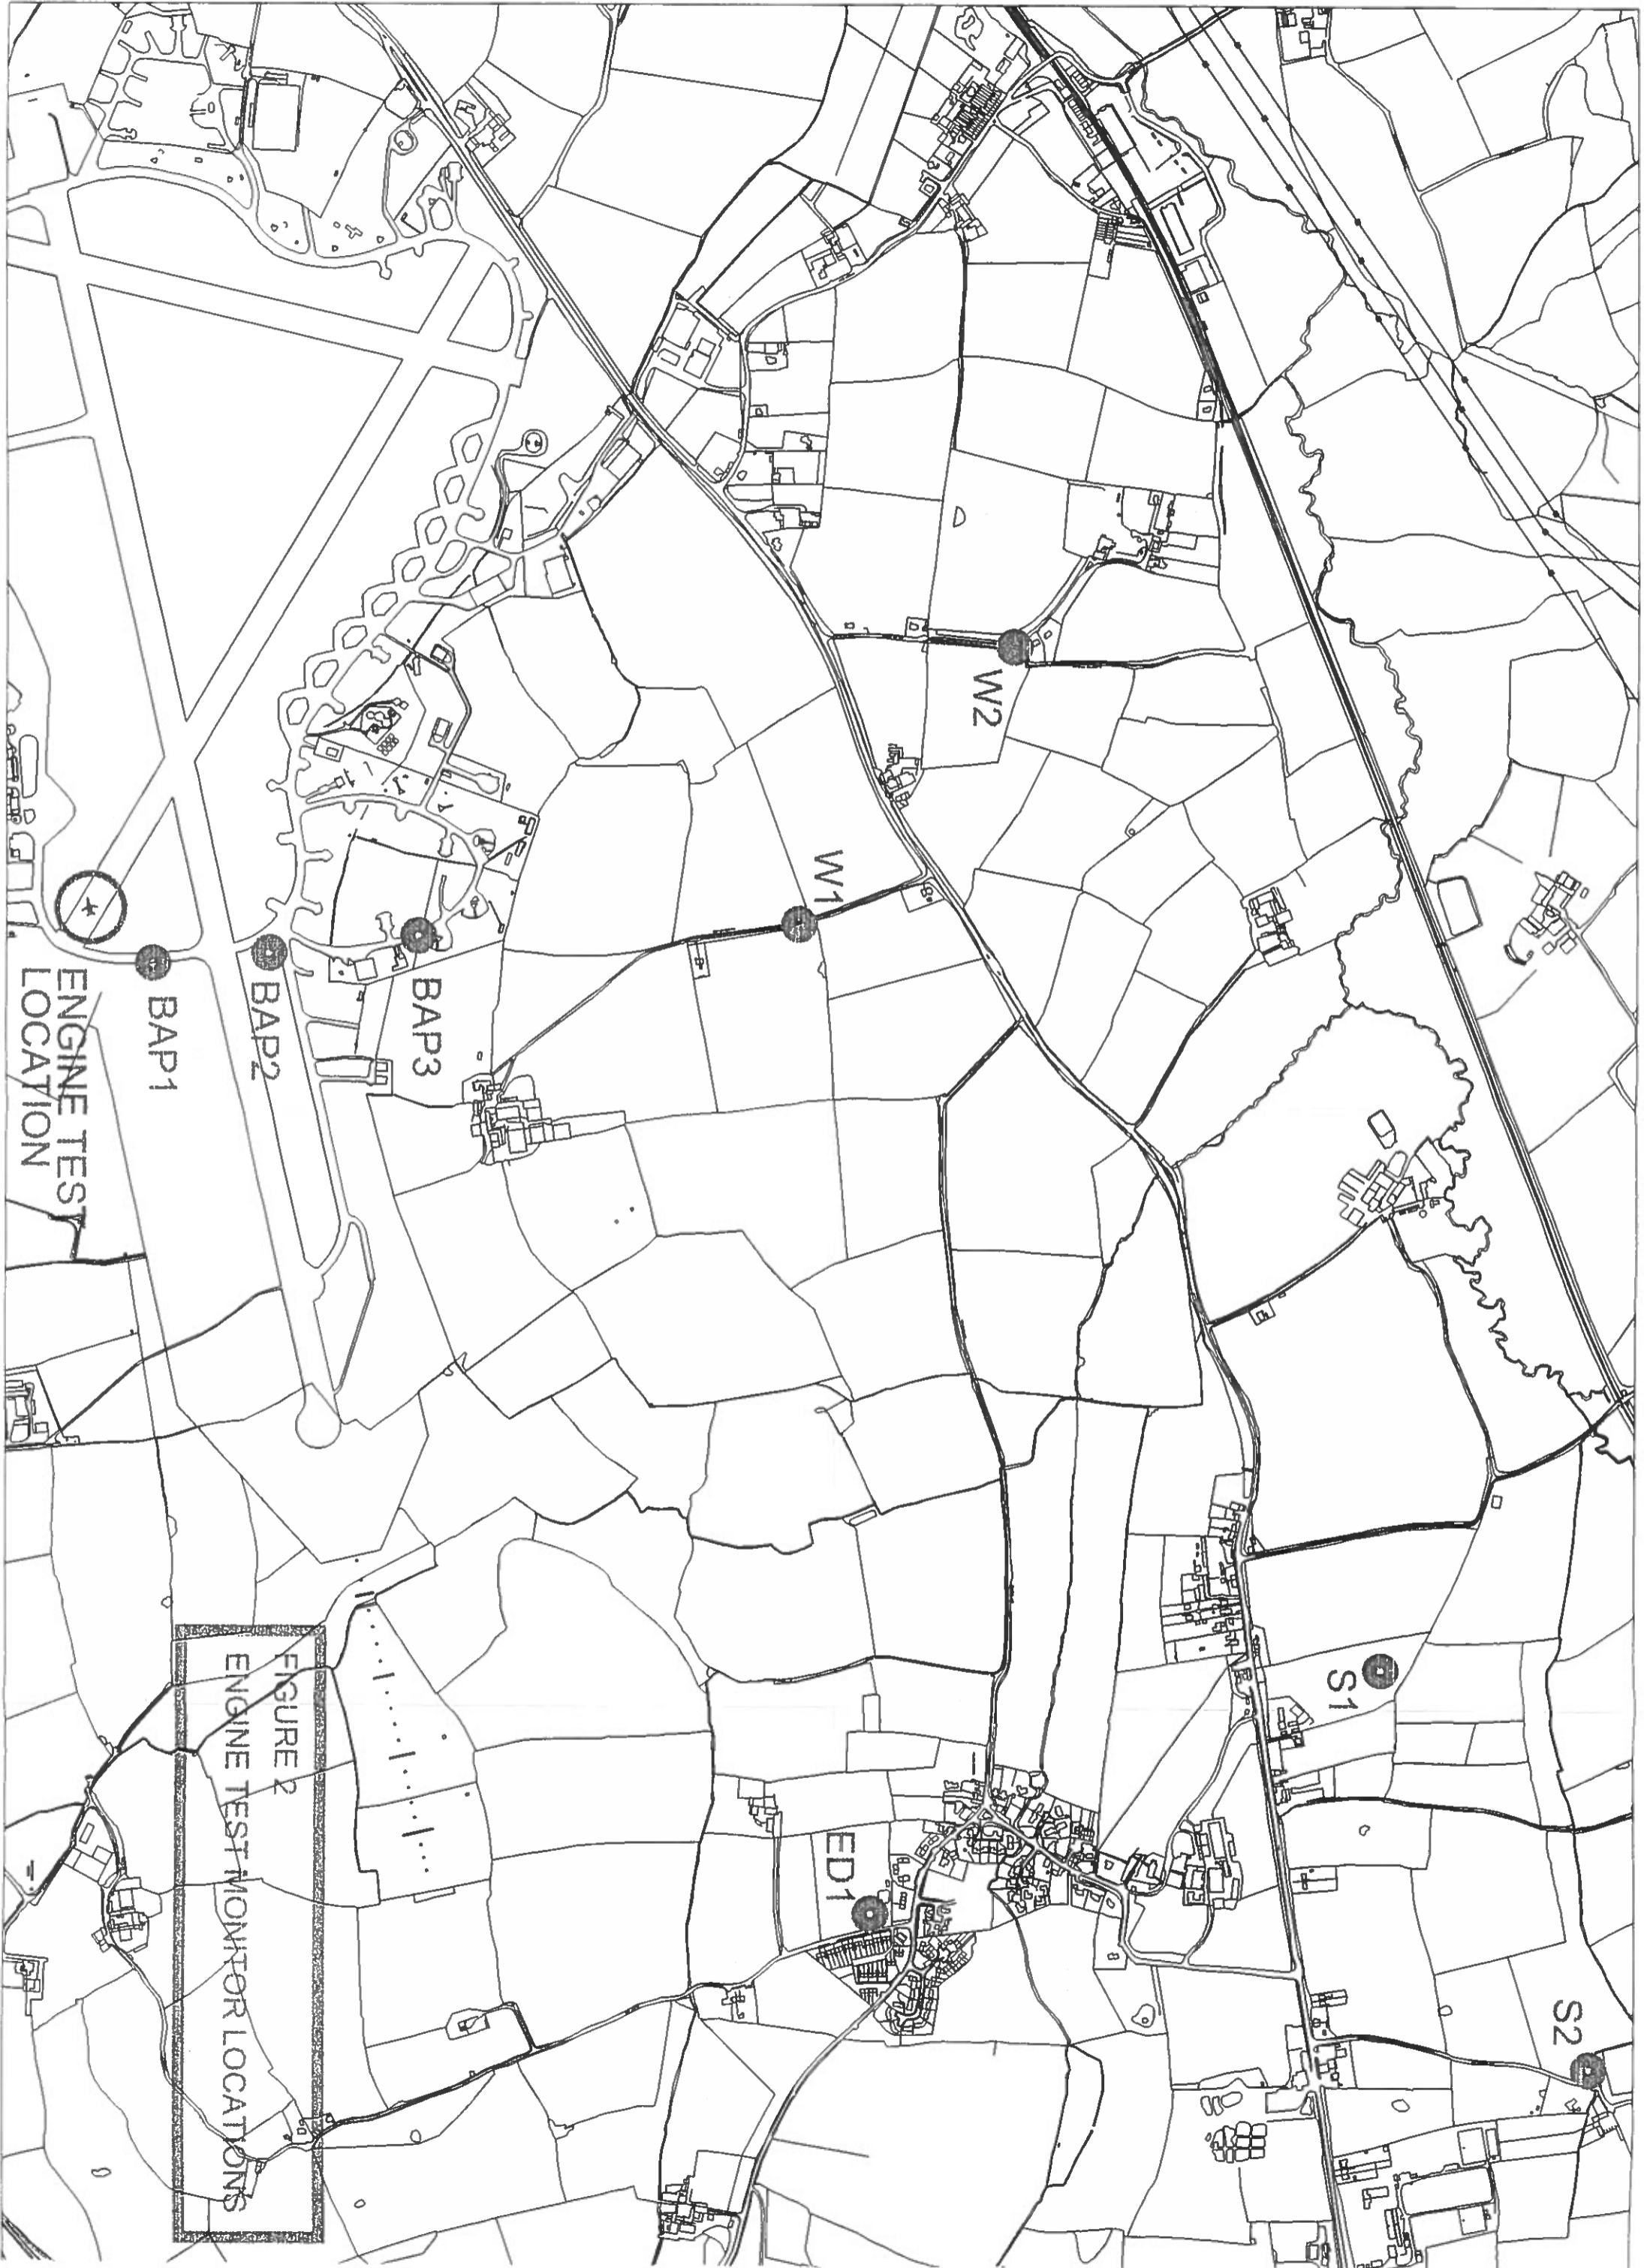 S2
S1
W2
W1
ED1
BAP3
BAP2
BAP1
ENGINE TEST
LOCATION
FIGURE 2
ENGINE TEST MONITOR LOCATIONS